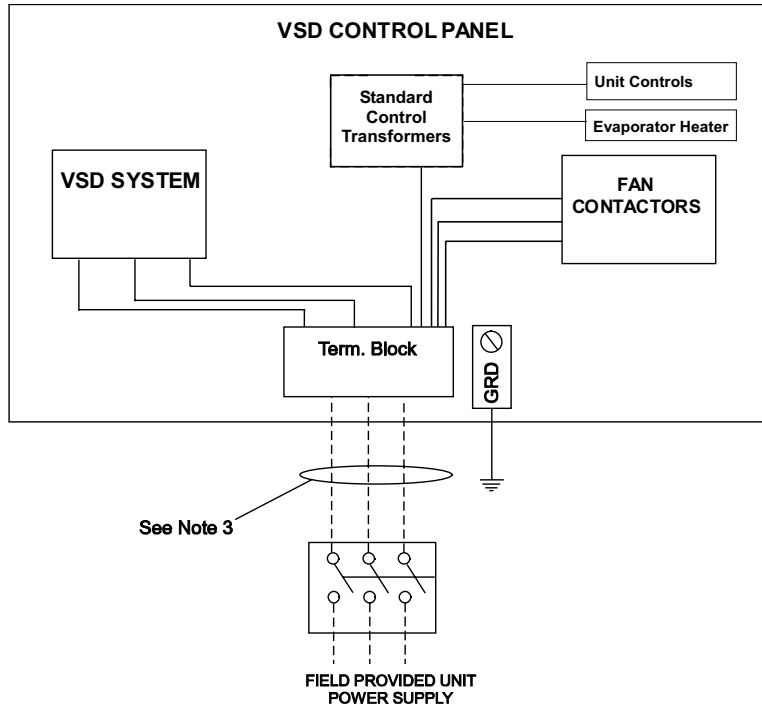 VSD CONTROL PANEL
Standard
Control
Transformers
Unit Controls
Evaporator Heater
VSD SYSTEM
FAN
CONTACTORS
Term. Block
GRD
See Note 3
FIELD PROVIDED UNIT
POWER SUPPLY